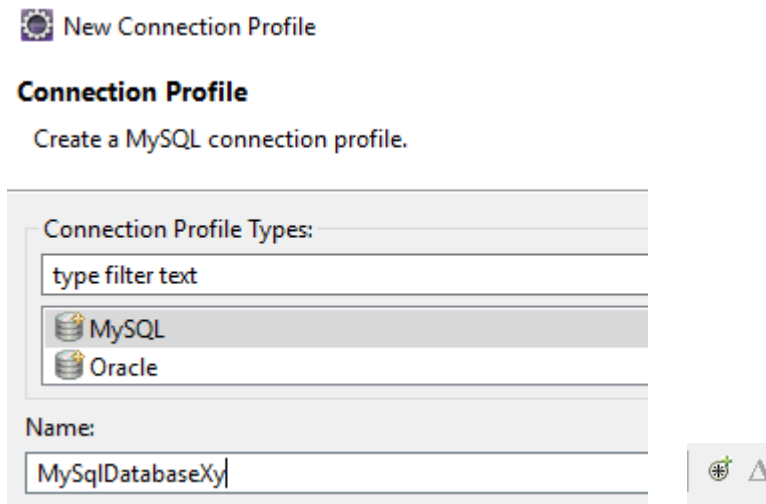 New Connection Profile
Connection Profile
Create a MySQL connection profile.
Connection Profile Types:
type filter text
MySQL
Oracle
Name:
MySqlDatabaseXy